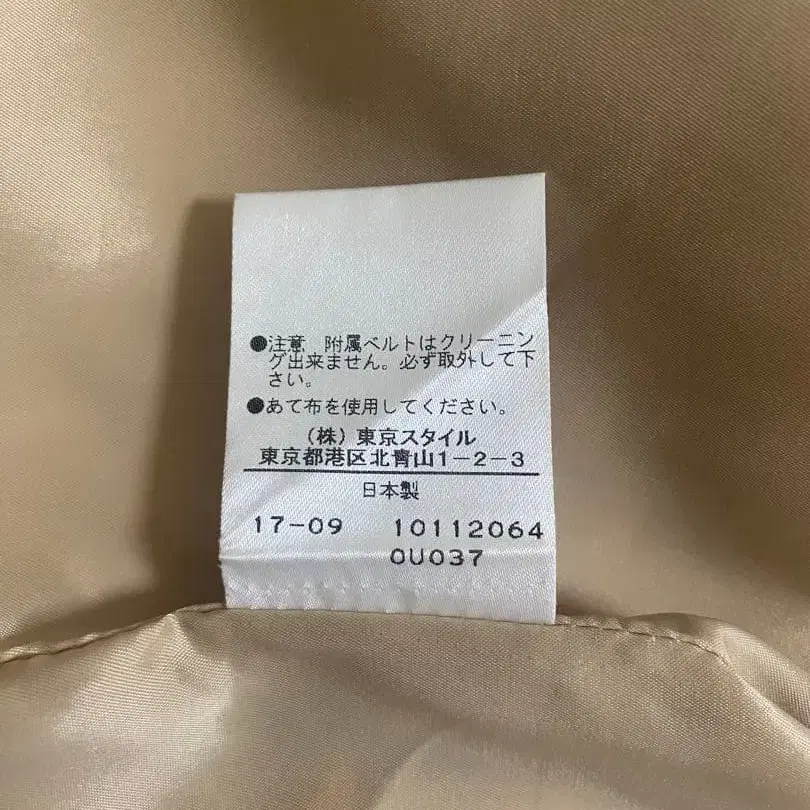 ●注意 附属ベルトはクリーニン
グ出来ません。必ず取外して下
さい。
●あて布を使用してください。
(株) 東京スタイル
東京都港区北青山1-2-3
日本製
17-09 10112064
0U037